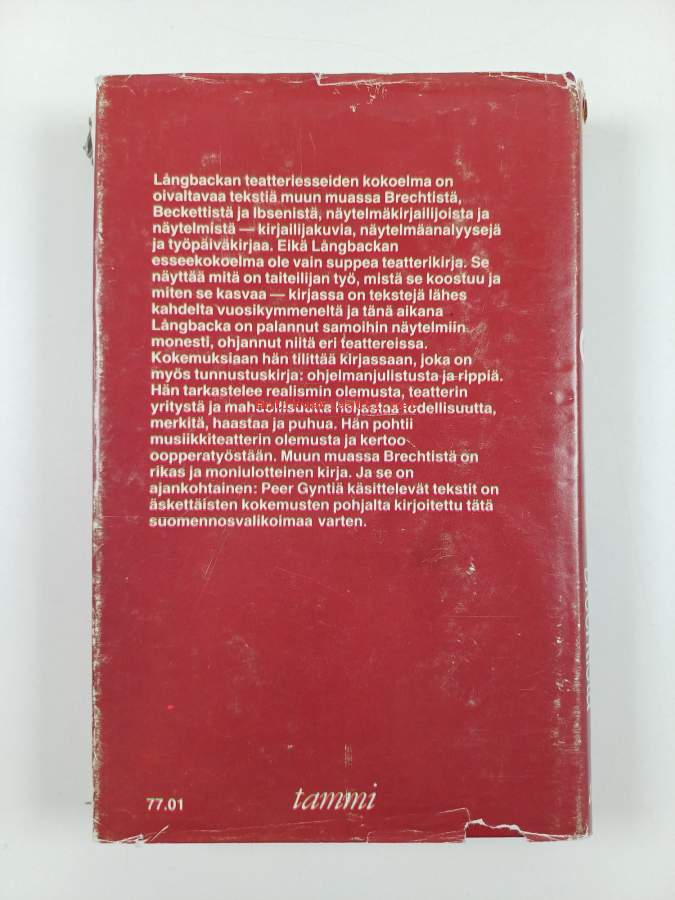 Långbackan teatteriesseiden kokoelma on
oivaltavaa tekstiä muun muassa Brechtistä,
Beckettistä ja Ibsenistä, näytelmäkirjailijoista ja
näytelmistä — kirjailijakuvia, näytelmäanalyysejä
ja työpäiväkirjaa. Eikä Långbackan
esseekokoelma ole vain suppea teatterikirja. Se
näyttää mitä on taiteilijan työ, mistä se koostuu ja
miten se kasvaa — kirjassa on tekstejä lähes
kahdelta vuosikymmeneltä ja tänä aikana
Långbacka on palannut samoihin näytelmiin
monesti, ohjannut niitä eri teattereissa.
Kokemuksiaan hän tilittää kirjassaan, joka on
myös tunnustuskirja: ohjelmanjulistusta ja rippiä.
Hän tarkastelee realismin olemusta, teatterin
yritystä ja mahdollisuutta heijastaa todellisuutta,
merkitä, haastaa ja puhua. Hän pohtii
musiikkiteatterin olemusta ja kertoo
oopperatyöstään. Muun muassa Brechtistä on
rikas ja moniulotteinen kirja. Ja se on
ajankohtainen: Peer Gyntiä käsittelevät tekstit on
äskettäisten kokemusten pohjalta kirjoitettu tätä
suomennosvalikoimaa varten.
77.01
tammi